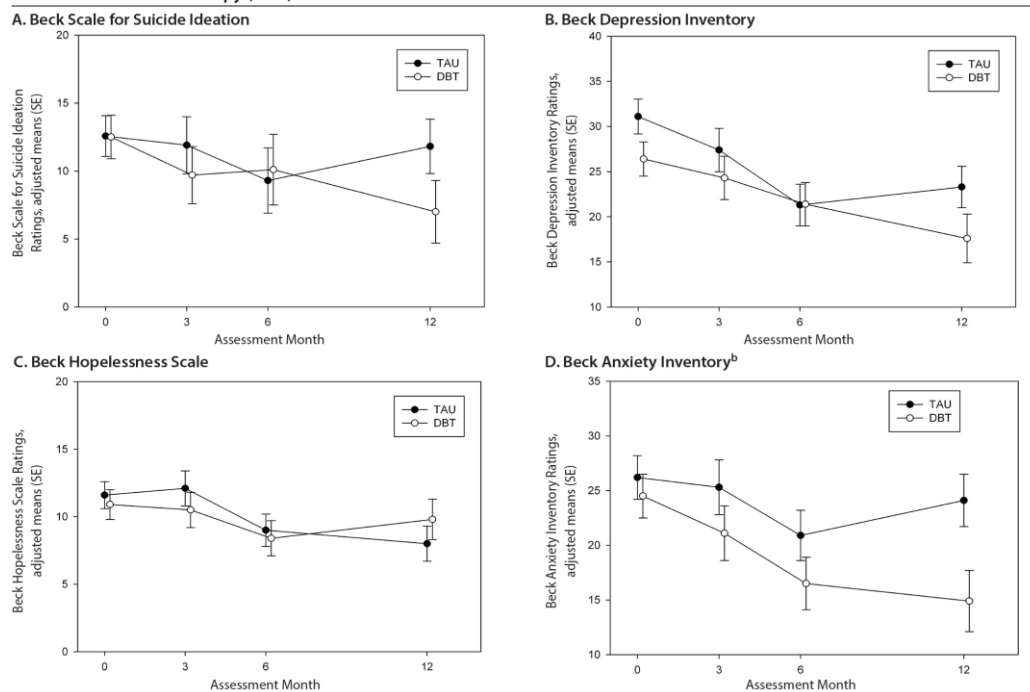 A. Beck Scale for Suicide Ideation
Beck Scale for Suicide Ideation
Ratings, adjusted means (SE)
20
15
10
5
0
TAU
DBT
0 3 6 12
Assessment Month
B. Beck Depression Inventory
Beck Depression Inventory Ratings,
adjusted means (SE)
40
35
30
25
20
15
10
TAU
DBT
0 3 6 12
Assessment Month
C. Beck Hopelessness Scale
Beck Hopelessness Scale Ratings,
adjusted means (SE)
20
15
10
5
0
TAU
DBT
0 3 6 12
Assessment Month
D. Beck Anxiety Inventoryᵇ
Beck Anxiety Inventory Ratings,
adjusted means (SE)
35
30
25
20
15
10
TAU
DBT
0 3 6 12
Assessment Month